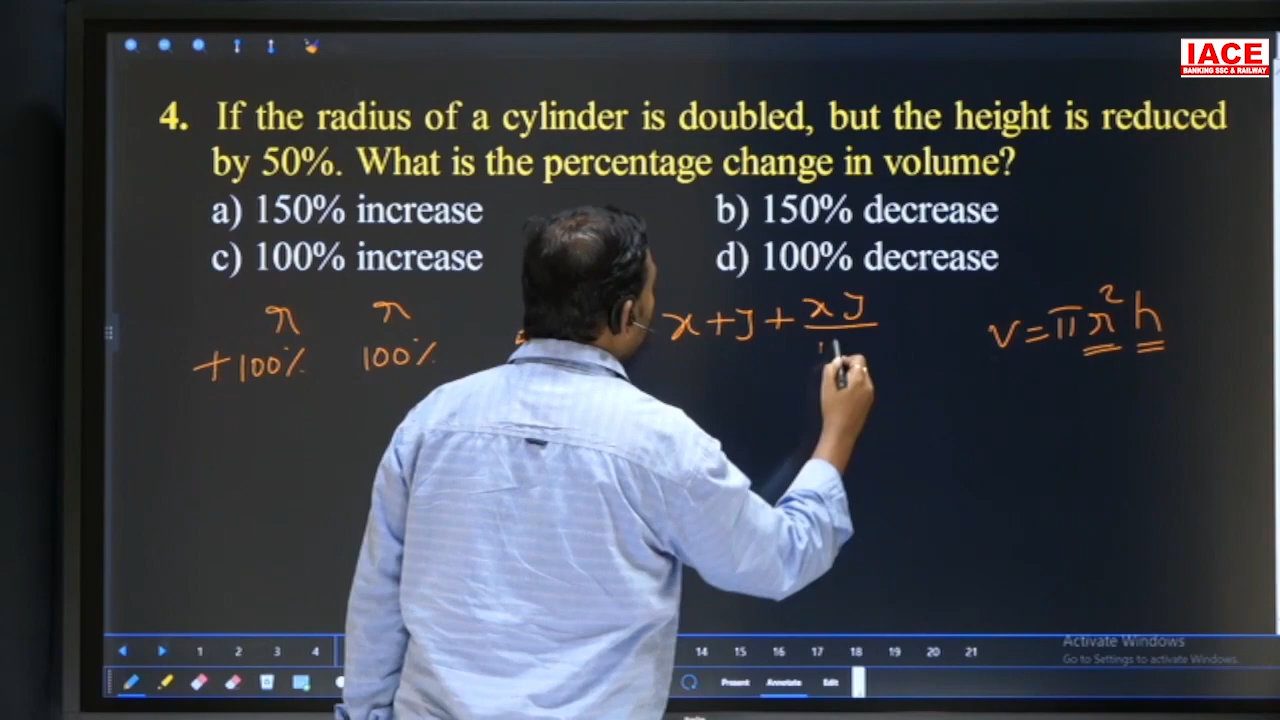 IACE
BANKING SSC & RAILWAY
4. If the radius of a cylinder is doubled, but the height is reduced
by 50%. What is the percentage change in volume?
a) 150% increase b) 150% decrease
c) 100% increase d) 100% decrease
r r x + y + xy v = πr²h
+100% 100%
1 2 3 4 14 15 16 17 18 19 20 21
Activate Windows
Go to Settings to activate Windows.
Present Annotate Edit